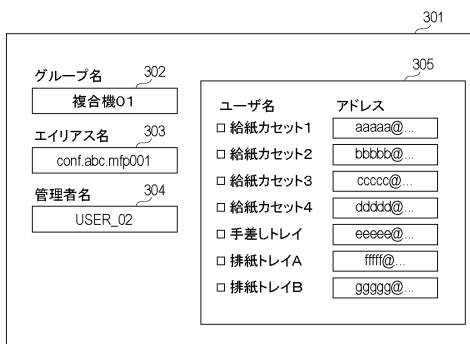 301
グループ名 302
複合機01
エイリアス名 303
conf.abc.mfp001
管理者名 304
USER_02
305
ユーザ名 アドレス
□ 給紙カセット1 aaaaa@...
□ 給紙カセット2 bbbbb@...
□ 給紙カセット3 ccccc@...
□ 給紙カセット4 ddddd@...
□ 手差しトレイ eeeee@...
□ 排紙トレイA fffff@...
□ 排紙トレイB ggggg@...